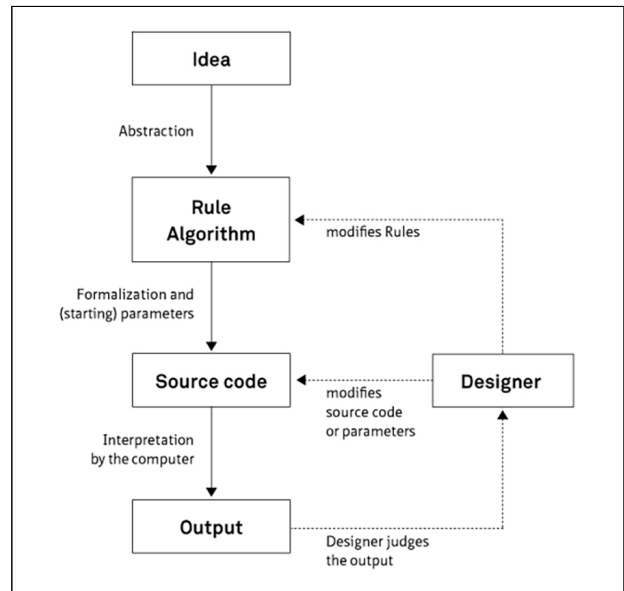 Idea
Abstraction
Rule
Algorithm
modifies Rules
Formalization and
(starting) parameters
Source code
Designer
modifies
source code
or parameters
Interpretation
by the computer
Output
Designer judges
the output